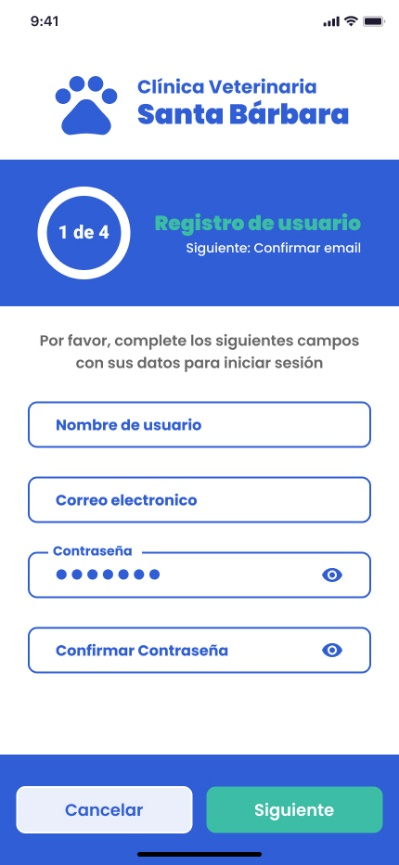 9:41
Clínica Veterinaria
Santa Bárbara
1 de 4
Registro de usuario
Siguiente: Confirmar email
Por favor, complete los siguientes campos
con sus datos para iniciar sesión
Nombre de usuario
Correo electronico
Contraseña
Confirmar Contraseña
Cancelar
Siguiente